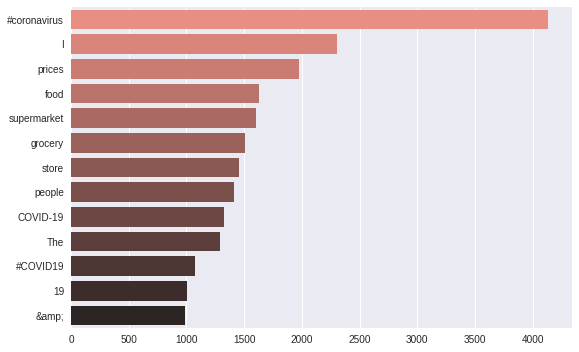 #coronavirus
I
prices
food
supermarket
grocery
store
people
COVID-19
The
#COVID19
19
&amp;
0 500 1000 1500 2000 2500 3000 3500 4000